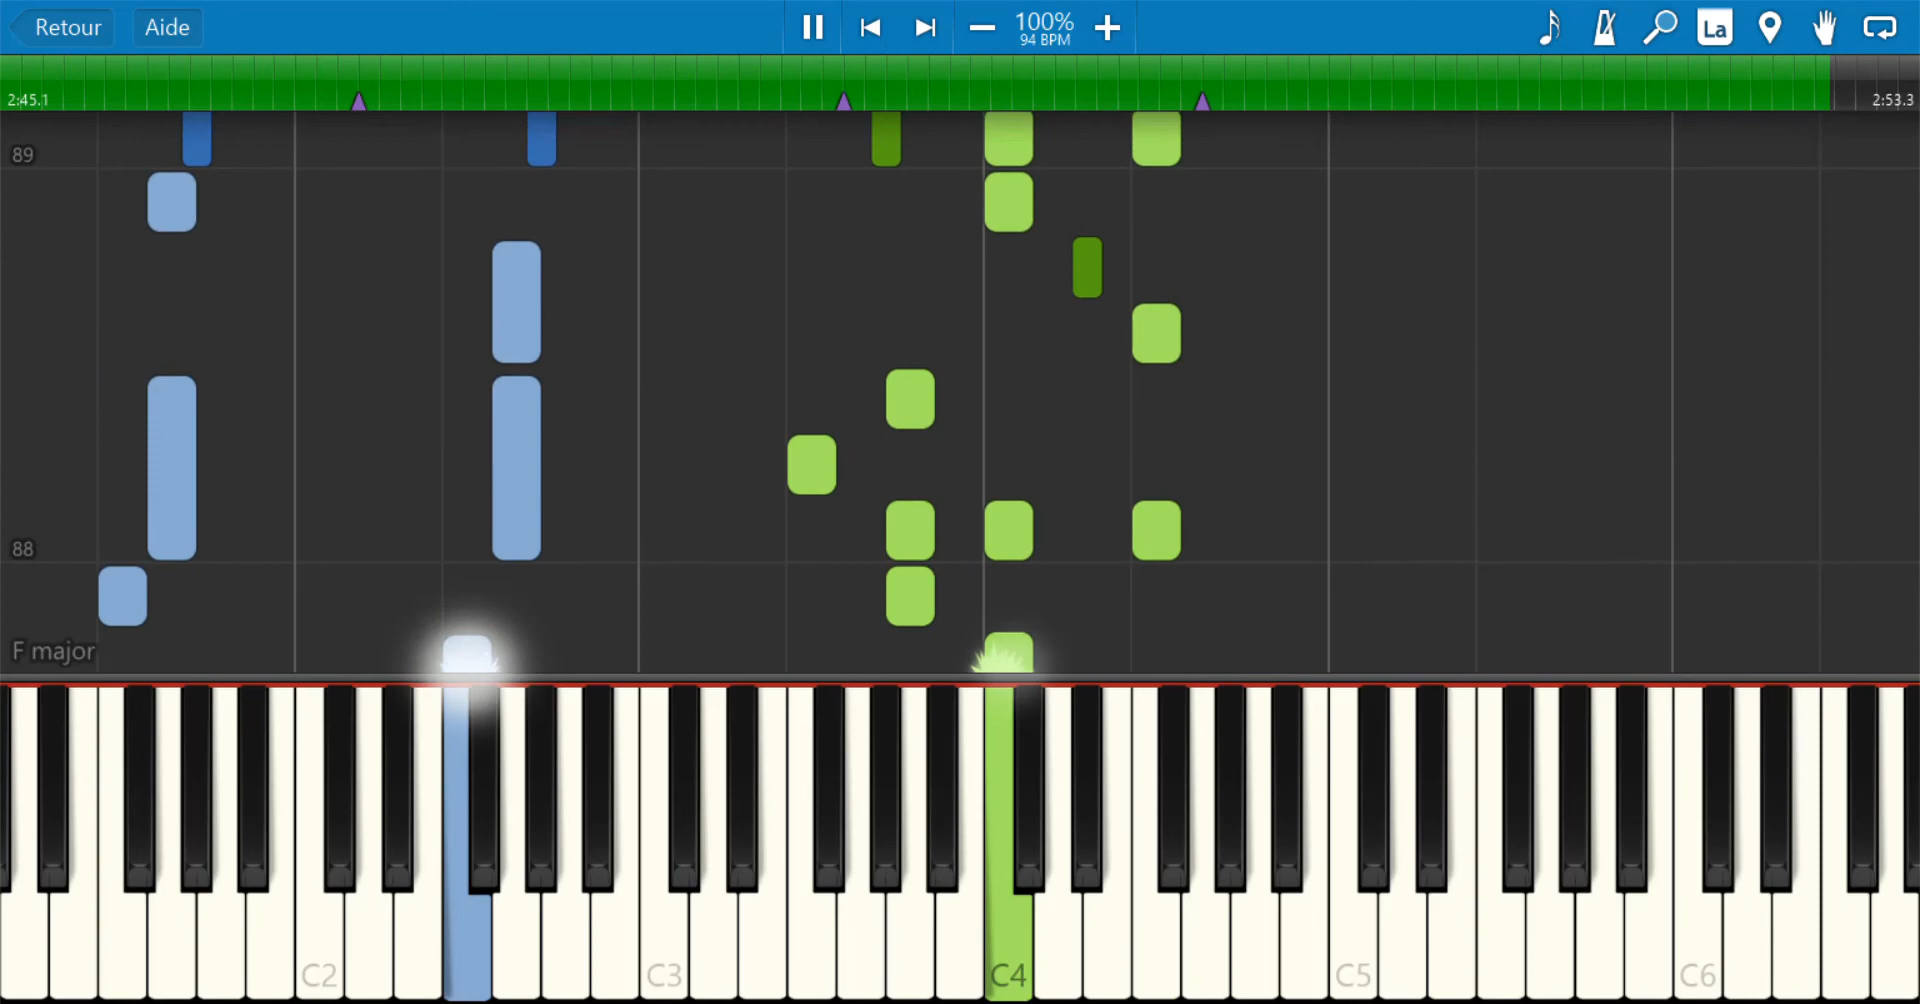 Retour
Aide
100%
94 BPM
La
2:45.1
2:53.3
89
88
F major
C2
C3
C4
C5
C6